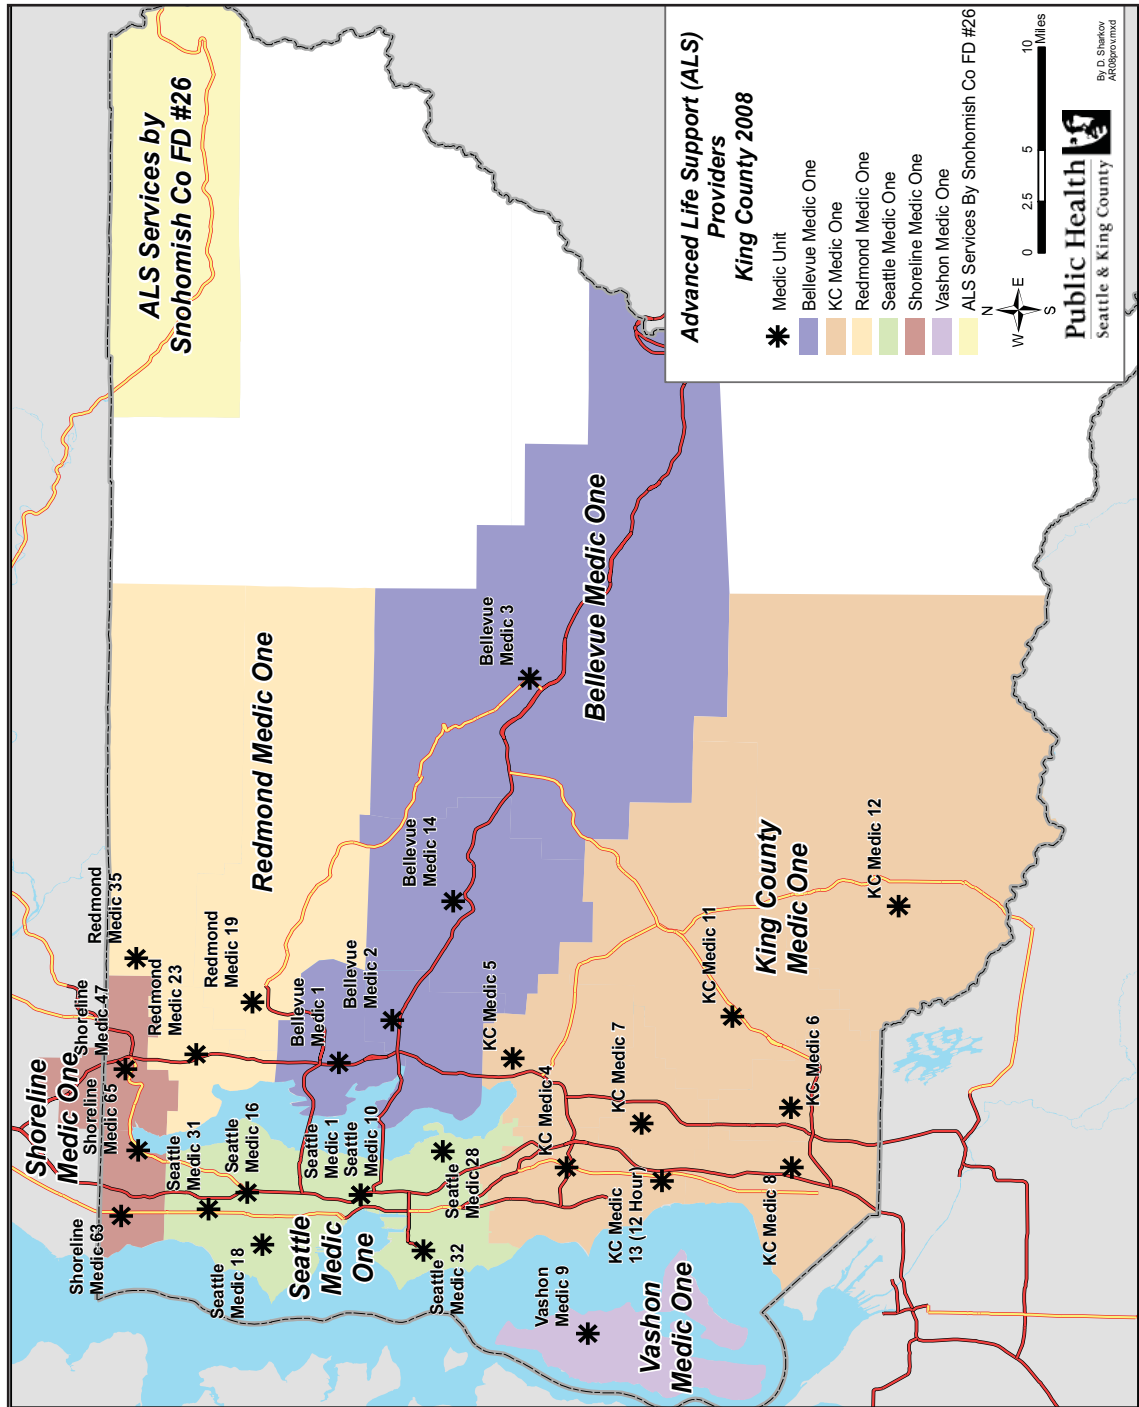 ALS Services by
Snohomish Co FD #26
Shoreline
Medic One
Redmond Medic One
Bellevue Medic One
Seattle
Medic
One
King County
Medic One
Vashon
Medic One
Shoreline
Medic 63
Shoreline
Medic 65
Shoreline
Medic 47
Redmond
Medic 35
Redmond
Medic 23
Redmond
Medic 19
Seattle
Medic 31
Seattle
Medic 16
Seattle
Medic 18
Seattle
Medic 1
Seattle
Medic 10
Seattle
Medic 28
Seattle
Medic 32
Bellevue
Medic 1
Bellevue
Medic 2
Bellevue
Medic 14
Bellevue
Medic 3
Vashon
Medic 9
KC Medic 5
KC Medic 4
KC Medic 7
KC Medic
13 (12 Hour)
KC Medic 11
KC Medic 6
KC Medic 8
KC Medic 12
Advanced Life Support (ALS)
Providers
King County 2008
Medic Unit
Bellevue Medic One
KC Medic One
Redmond Medic One
Seattle Medic One
Shoreline Medic One
Vashon Medic One
ALS Services By Snohomish Co FD #26
N
W E
S
0 2.5 5 10
Miles
Public Health
Seattle & King County
By D. Sharkov
AR08prov.mxd